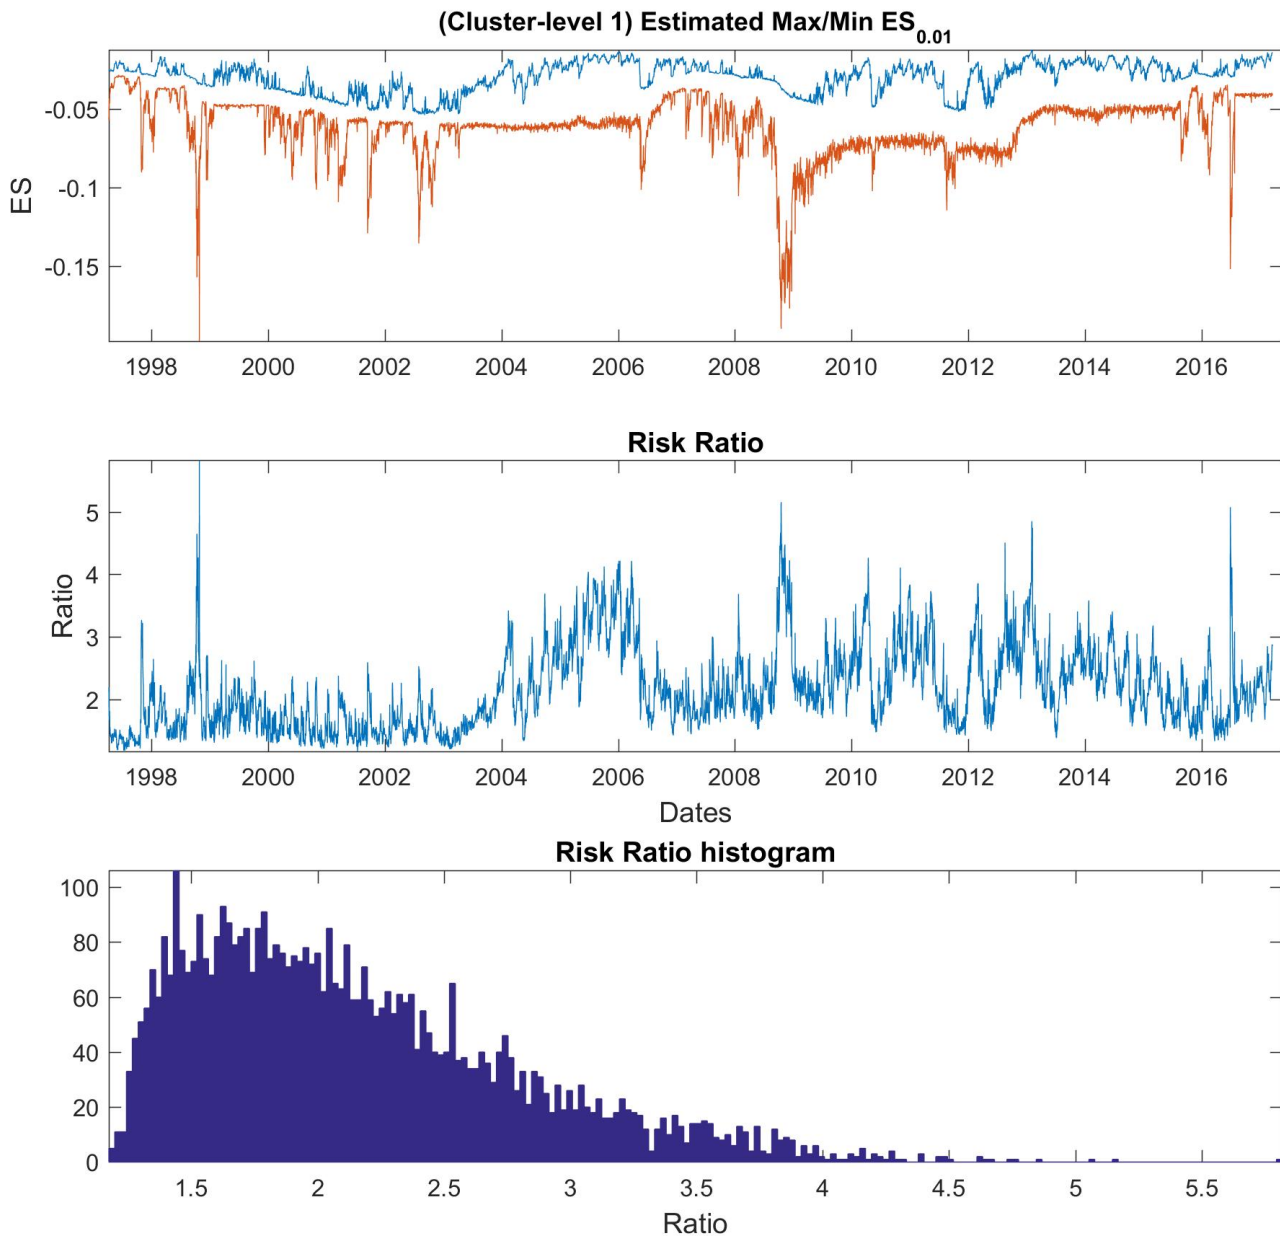 (Cluster-level 1) Estimated Max/Min ES0.01
ES
-0.05
-0.1
-0.15
1998 2000 2002 2004 2006 2008 2010 2012 2014 2016
Risk Ratio
Ratio
5
4
3
2
1998 2000 2002 2004 2006 2008 2010 2012 2014 2016
Dates
Risk Ratio histogram
100
80
60
40
20
0
1.5 2 2.5 3 3.5 4 4.5 5 5.5
Ratio